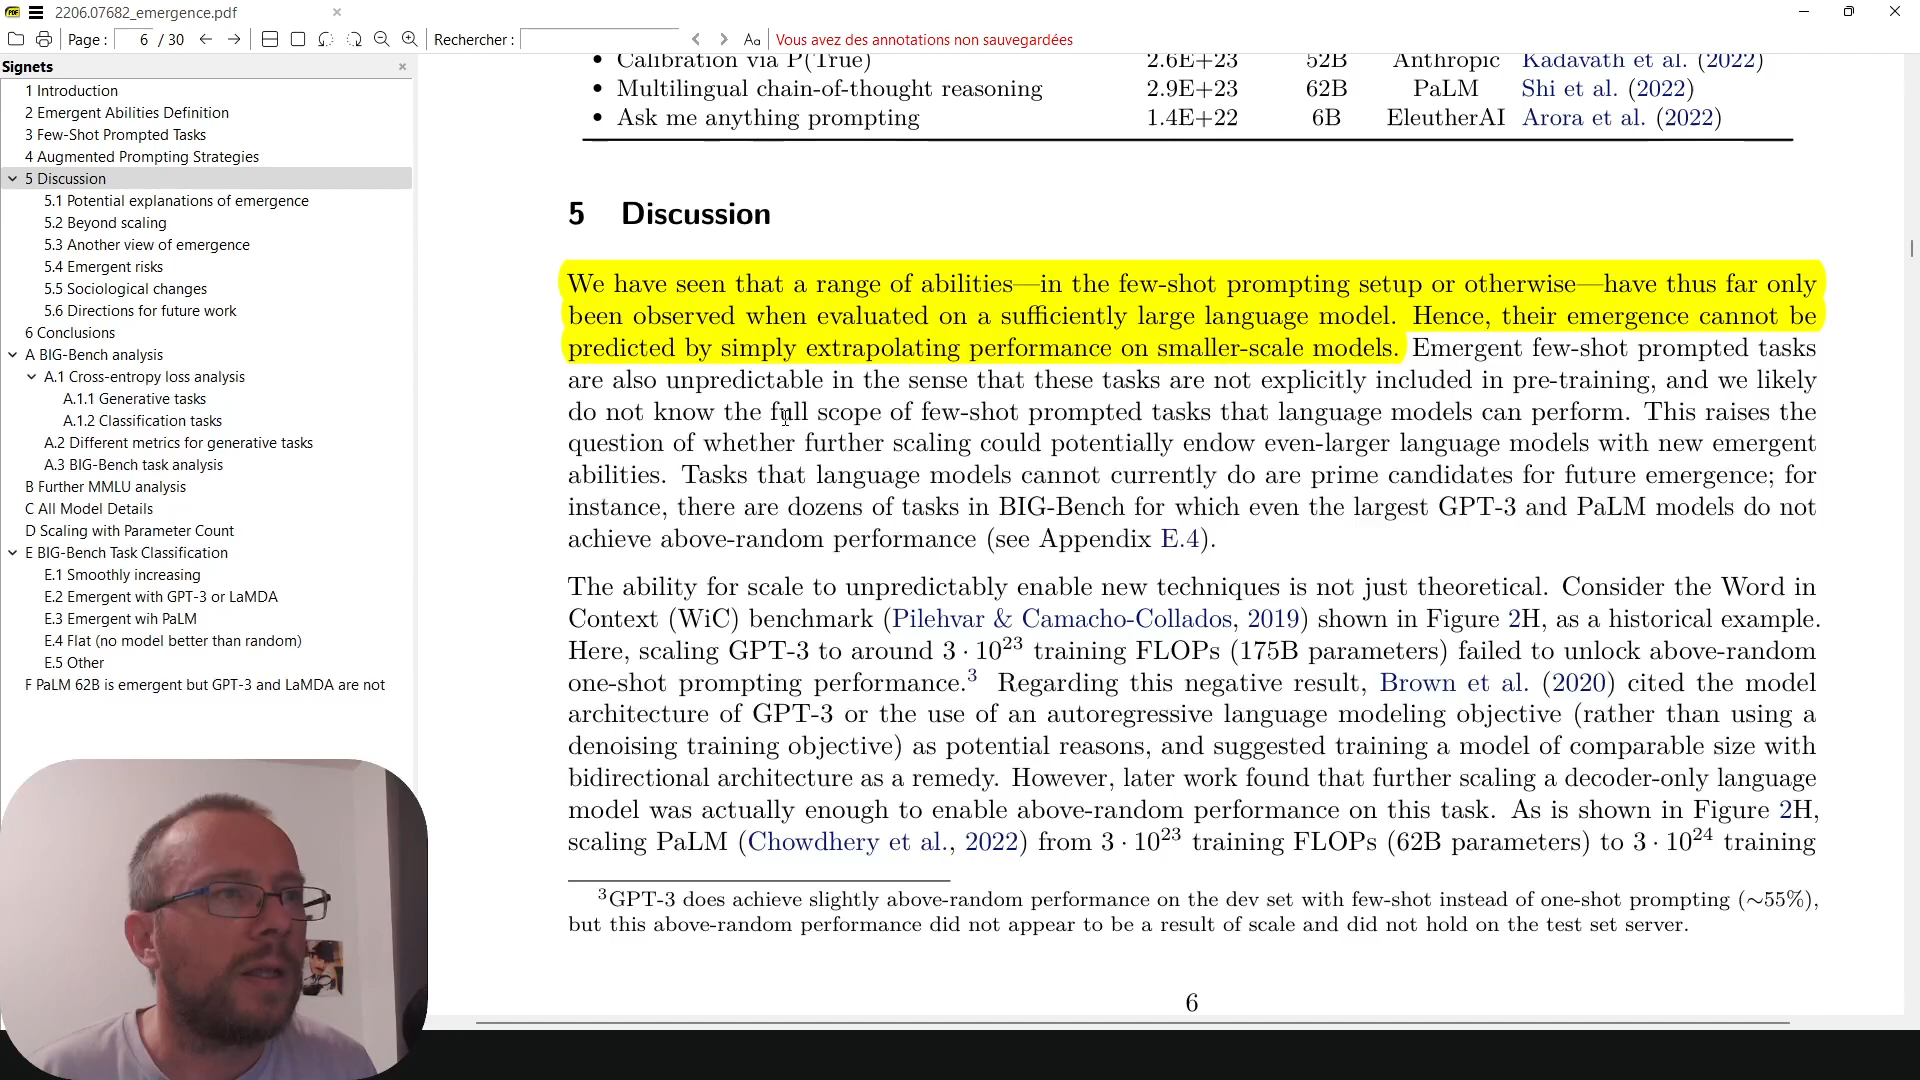 2206.07682_emergence.pdf
Page : 6 / 30 Rechercher : Aa Vous avez des annotations non sauvegardées
Signets
1 Introduction
2 Emergent Abilities Definition
3 Few-Shot Prompted Tasks
4 Augmented Prompting Strategies
5 Discussion
5.1 Potential explanations of emergence
5.2 Beyond scaling
5.3 Another view of emergence
5.4 Emergent risks
5.5 Sociological changes
5.6 Directions for future work
6 Conclusions
A BIG-Bench analysis
A.1 Cross-entropy loss analysis
A.1.1 Generative tasks
A.1.2 Classification tasks
A.2 Different metrics for generative tasks
A.3 BIG-Bench task analysis
B Further MMLU analysis
C All Model Details
D Scaling with Parameter Count
E BIG-Bench Task Classification
E.1 Smoothly increasing
E.2 Emergent with GPT-3 or LaMDA
E.3 Emergent wih PaLM
E.4 Flat (no model better than random)
E.5 Other
F PaLM 62B is emergent but GPT-3 and LaMDA are not
• Calibration via P(True) 2.6E+23 52B Anthropic Kadavath et al. (2022)
• Multilingual chain-of-thought reasoning 2.9E+23 62B PaLM Shi et al. (2022)
• Ask me anything prompting 1.4E+22 6B EleutherAI Arora et al. (2022)
5 Discussion
We have seen that a range of abilities—in the few-shot prompting setup or otherwise—have thus far only
been observed when evaluated on a sufficiently large language model. Hence, their emergence cannot be
predicted by simply extrapolating performance on smaller-scale models. Emergent few-shot prompted tasks
are also unpredictable in the sense that these tasks are not explicitly included in pre-training, and we likely
do not know the full scope of few-shot prompted tasks that language models can perform. This raises the
question of whether further scaling could potentially endow even-larger language models with new emergent
abilities. Tasks that language models cannot currently do are prime candidates for future emergence; for
instance, there are dozens of tasks in BIG-Bench for which even the largest GPT-3 and PaLM models do not
achieve above-random performance (see Appendix E.4).
The ability for scale to unpredictably enable new techniques is not just theoretical. Consider the Word in
Context (WiC) benchmark (Pilehvar & Camacho-Collados, 2019) shown in Figure 2H, as a historical example.
Here, scaling GPT-3 to around 3 · 10²³ training FLOPs (175B parameters) failed to unlock above-random
one-shot prompting performance.³ Regarding this negative result, Brown et al. (2020) cited the model
architecture of GPT-3 or the use of an autoregressive language modeling objective (rather than using a
denoising training objective) as potential reasons, and suggested training a model of comparable size with
bidirectional architecture as a remedy. However, later work found that further scaling a decoder-only language
model was actually enough to enable above-random performance on this task. As is shown in Figure 2H,
scaling PaLM (Chowdhery et al., 2022) from 3 · 10²³ training FLOPs (62B parameters) to 3 · 10²⁴ training
³GPT-3 does achieve slightly above-random performance on the dev set with few-shot instead of one-shot prompting (∼55%),
but this above-random performance did not appear to be a result of scale and did not hold on the test set server.
6